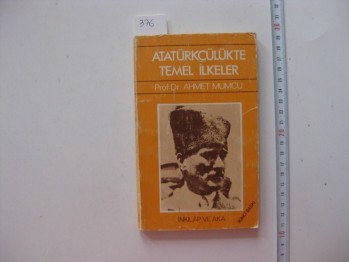 376
ATATÜRKÇÜLÜKTE
TEMEL İLKELER
Prof. Dr. AHMET MUMCU
İNKILAP VE AKA